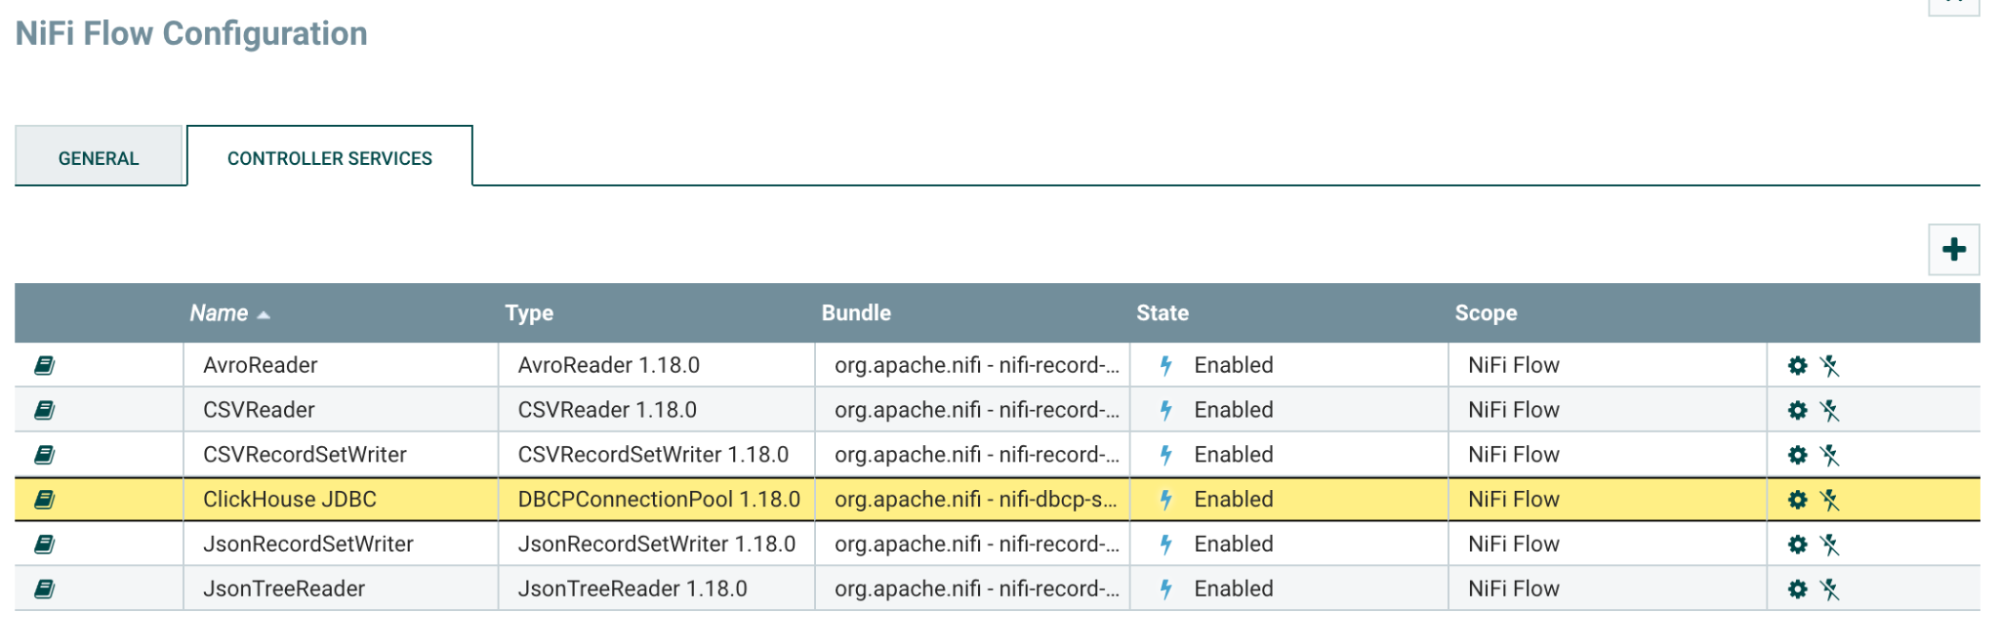 NiFi Flow Configuration
GENERAL CONTROLLER SERVICES
Name Type Bundle State Scope
AvroReader AvroReader 1.18.0 org.apache.nifi - nifi-record-... Enabled NiFi Flow
CSVReader CSVReader 1.18.0 org.apache.nifi - nifi-record-... Enabled NiFi Flow
CSVRecordSetWriter CSVRecordSetWriter 1.18.0 org.apache.nifi - nifi-record-... Enabled NiFi Flow
ClickHouse JDBC DBCPConnectionPool 1.18.0 org.apache.nifi - nifi-dbcp-s... Enabled NiFi Flow
JsonRecordSetWriter JsonRecordSetWriter 1.18.0 org.apache.nifi - nifi-record-... Enabled NiFi Flow
JsonTreeReader JsonTreeReader 1.18.0 org.apache.nifi - nifi-record-... Enabled NiFi Flow